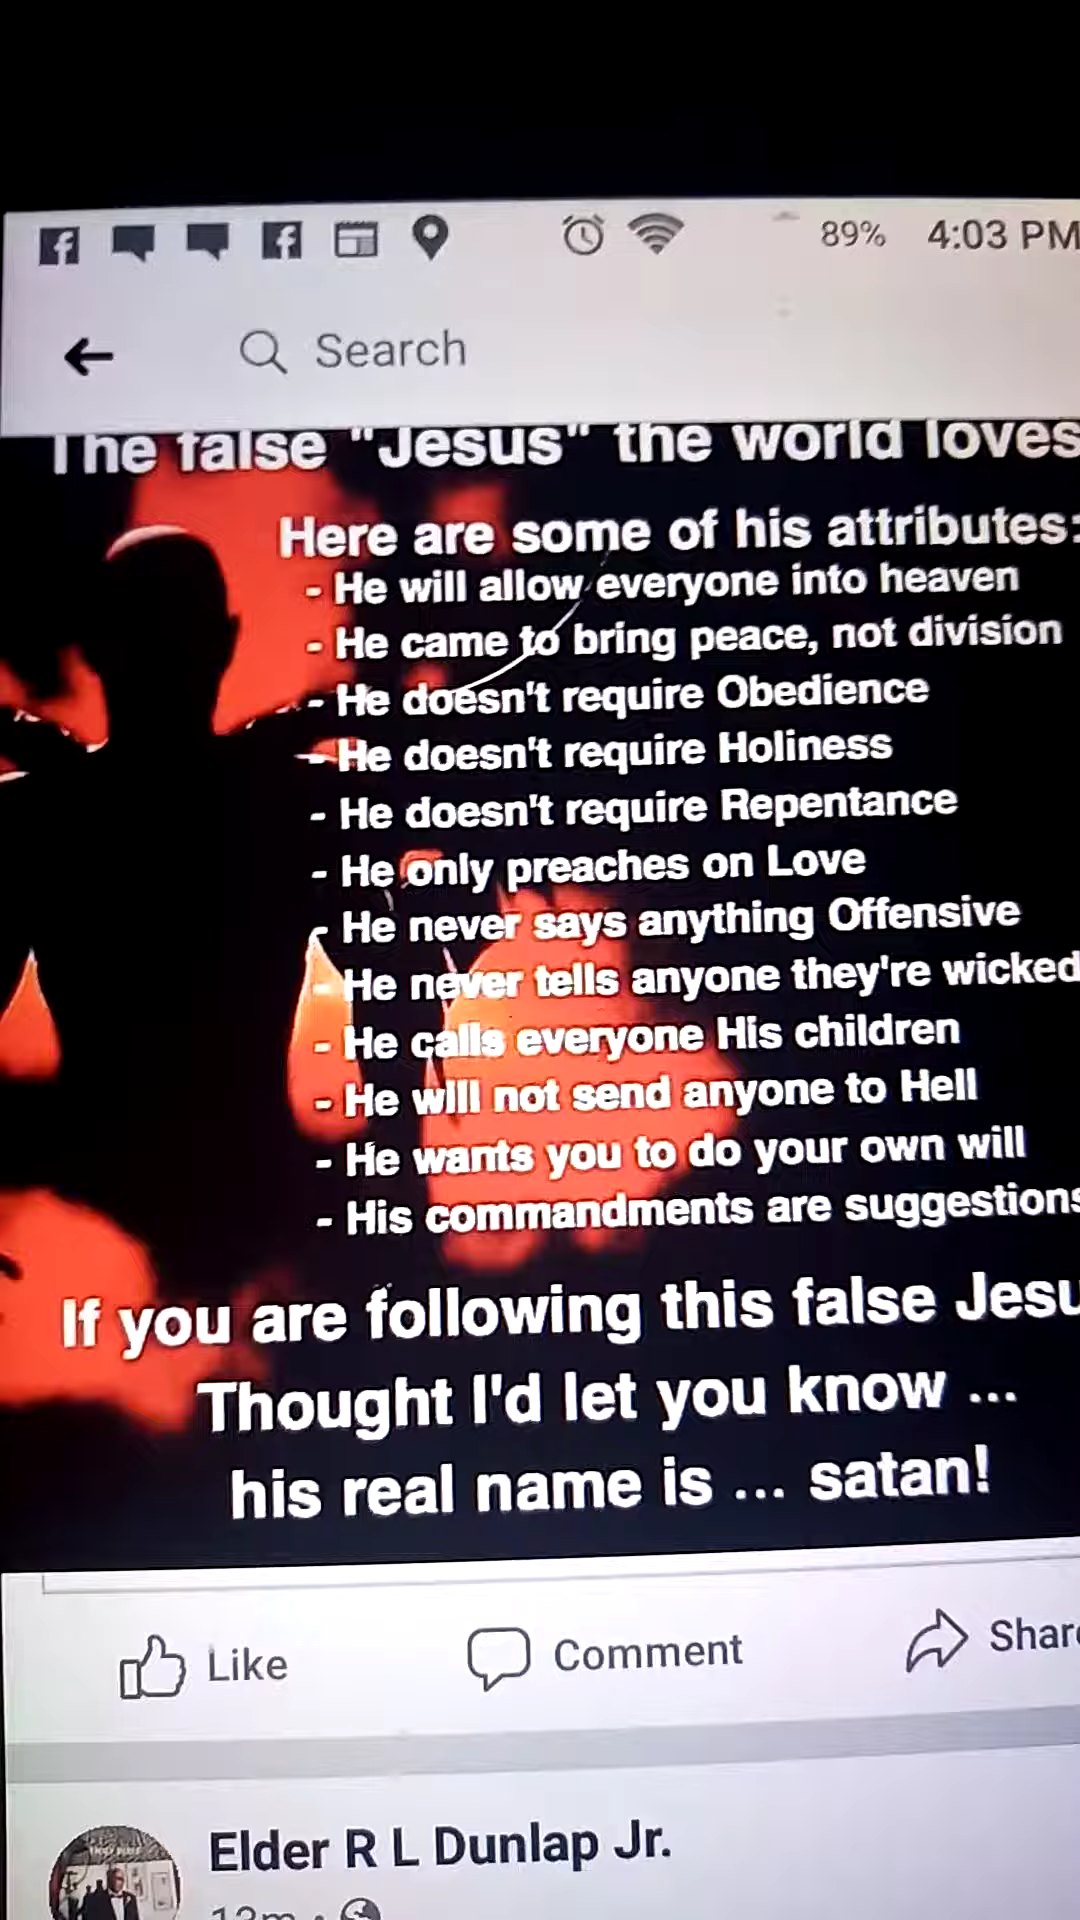 89% 4:03 PM
Search
The false "Jesus" the world loves
Here are some of his attributes:
- He will allow everyone into heaven
- He came to bring peace, not division
- He doesn't require Obedience
- He doesn't require Holiness
- He doesn't require Repentance
- He only preaches on Love
- He never says anything Offensive
- He never tells anyone they're wicked
- He calls everyone His children
- He will not send anyone to Hell
- He wants you to do your own will
- His commandments are suggestions
If you are following this false Jesu
Thought I'd let you know ...
his real name is ... satan!
Like Comment Share
Elder R L Dunlap Jr.